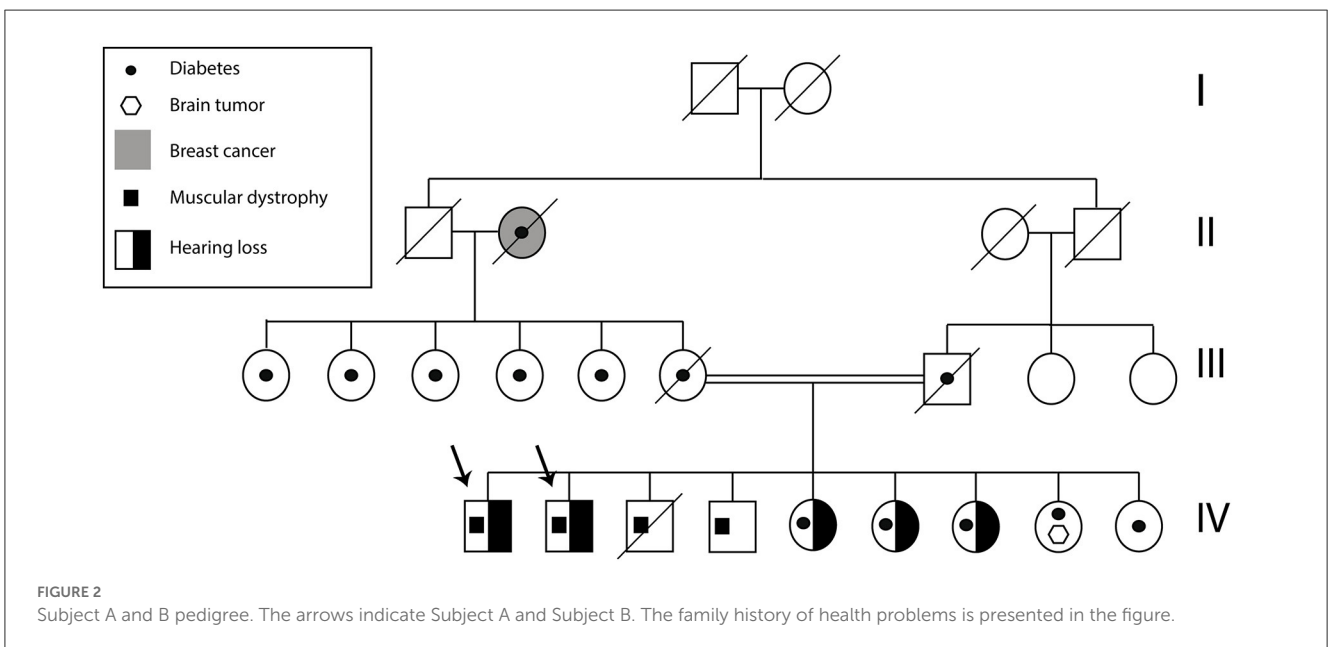 Diabetes
Brain tumor
Breast cancer
Muscular dystrophy
Hearing loss
I
II
III
IV
FIGURE 2
Subject A and B pedigree. The arrows indicate Subject A and Subject B. The family history of health problems is presented in the figure.